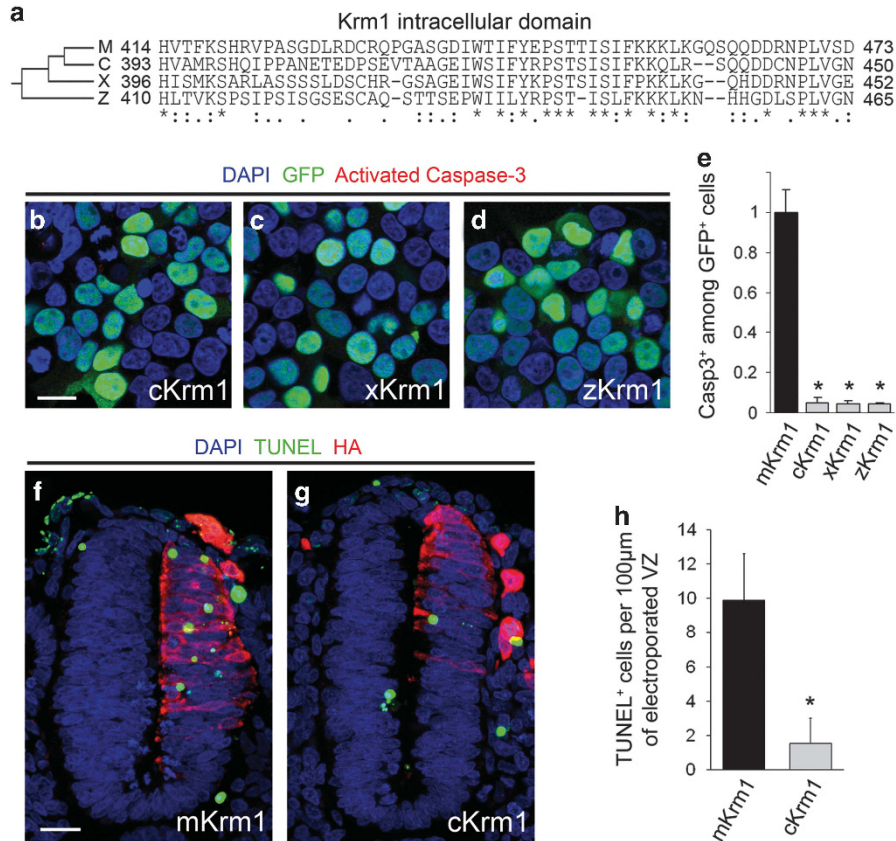 a
Krm1 intracellular domain
M 414 HVTFKSHRVPASGDLRDCRQPGASGDIWTIFYEPSTTISIFKKKLKGQSQQDDRNPLVSD 473
C 393 HVAMRSHQIPPANETEDPSEVTAAGEIWSIFYRPSTSISIFKKQLR--SQQDDCNPLVGN 450
X 396 HISMKSARLASSSSLDSCHR-GSAGEIWSIFYRPSTSISIFPKKLKG--QHDDRNPLVGE 452
Z 410 HLTVKSPSIPSISGSESCAQ-STTSEPWIILYRPST-ISLFKKKLKN--HHGDLSPLVGN 465
DAPI GFP Activated Caspase-3
b
cKrm1
c
xKrm1
d
zKrm1
e
Casp3+ among GFP+ cells
1
0.8
0.6
0.4
0.2
0
* * *
mKrm1
cKrm1
xKrm1
zKrm1
DAPI TUNEL HA
f
mKrm1
g
cKrm1
h
TUNEL+ cells per 100µm
of electroporated VZ
14
12
10
8
6
4
2
0
*
mKrm1
cKrm1